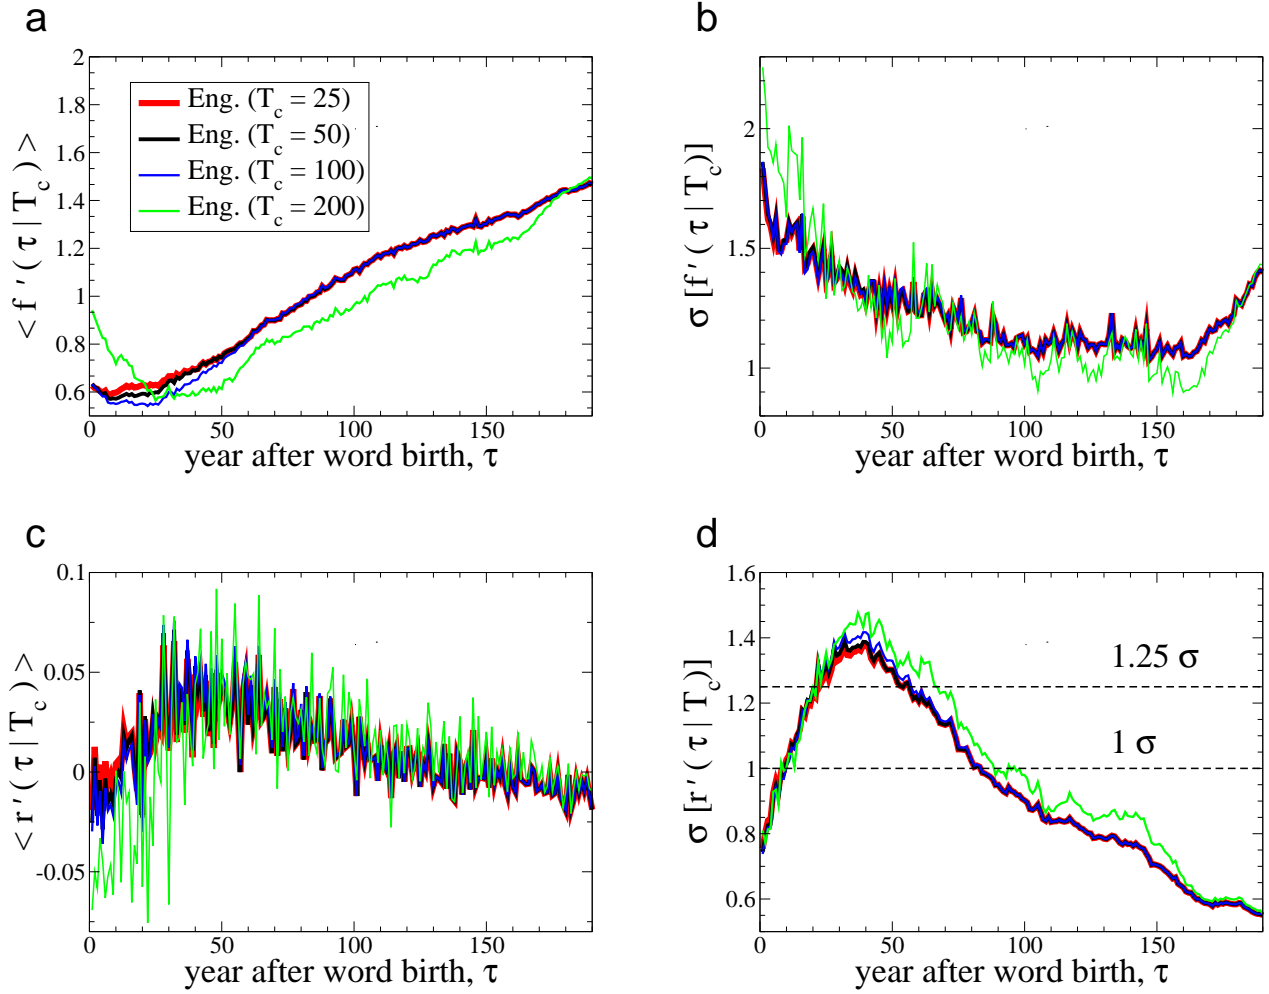 a
< f ' ( τ | T_c ) >
2
1.8
1.6
1.4
1.2
1
0.8
0.6
Eng. (T_c = 25)
Eng. (T_c = 50)
Eng. (T_c = 100)
Eng. (T_c = 200)
0 50 100 150
year after word birth, τ
b
σ [f ' ( τ | T_c)]
2
1.5
1
0 50 100 150
year after word birth, τ
c
< r ' ( τ | T_c ) >
0.1
0.05
0
-0.05
0 50 100 150
year after word birth, τ
d
σ [r ' ( τ | T_c)]
1.6
1.4
1.2
1
0.8
0.6
1.25 σ
1 σ
0 50 100 150
year after word birth, τ